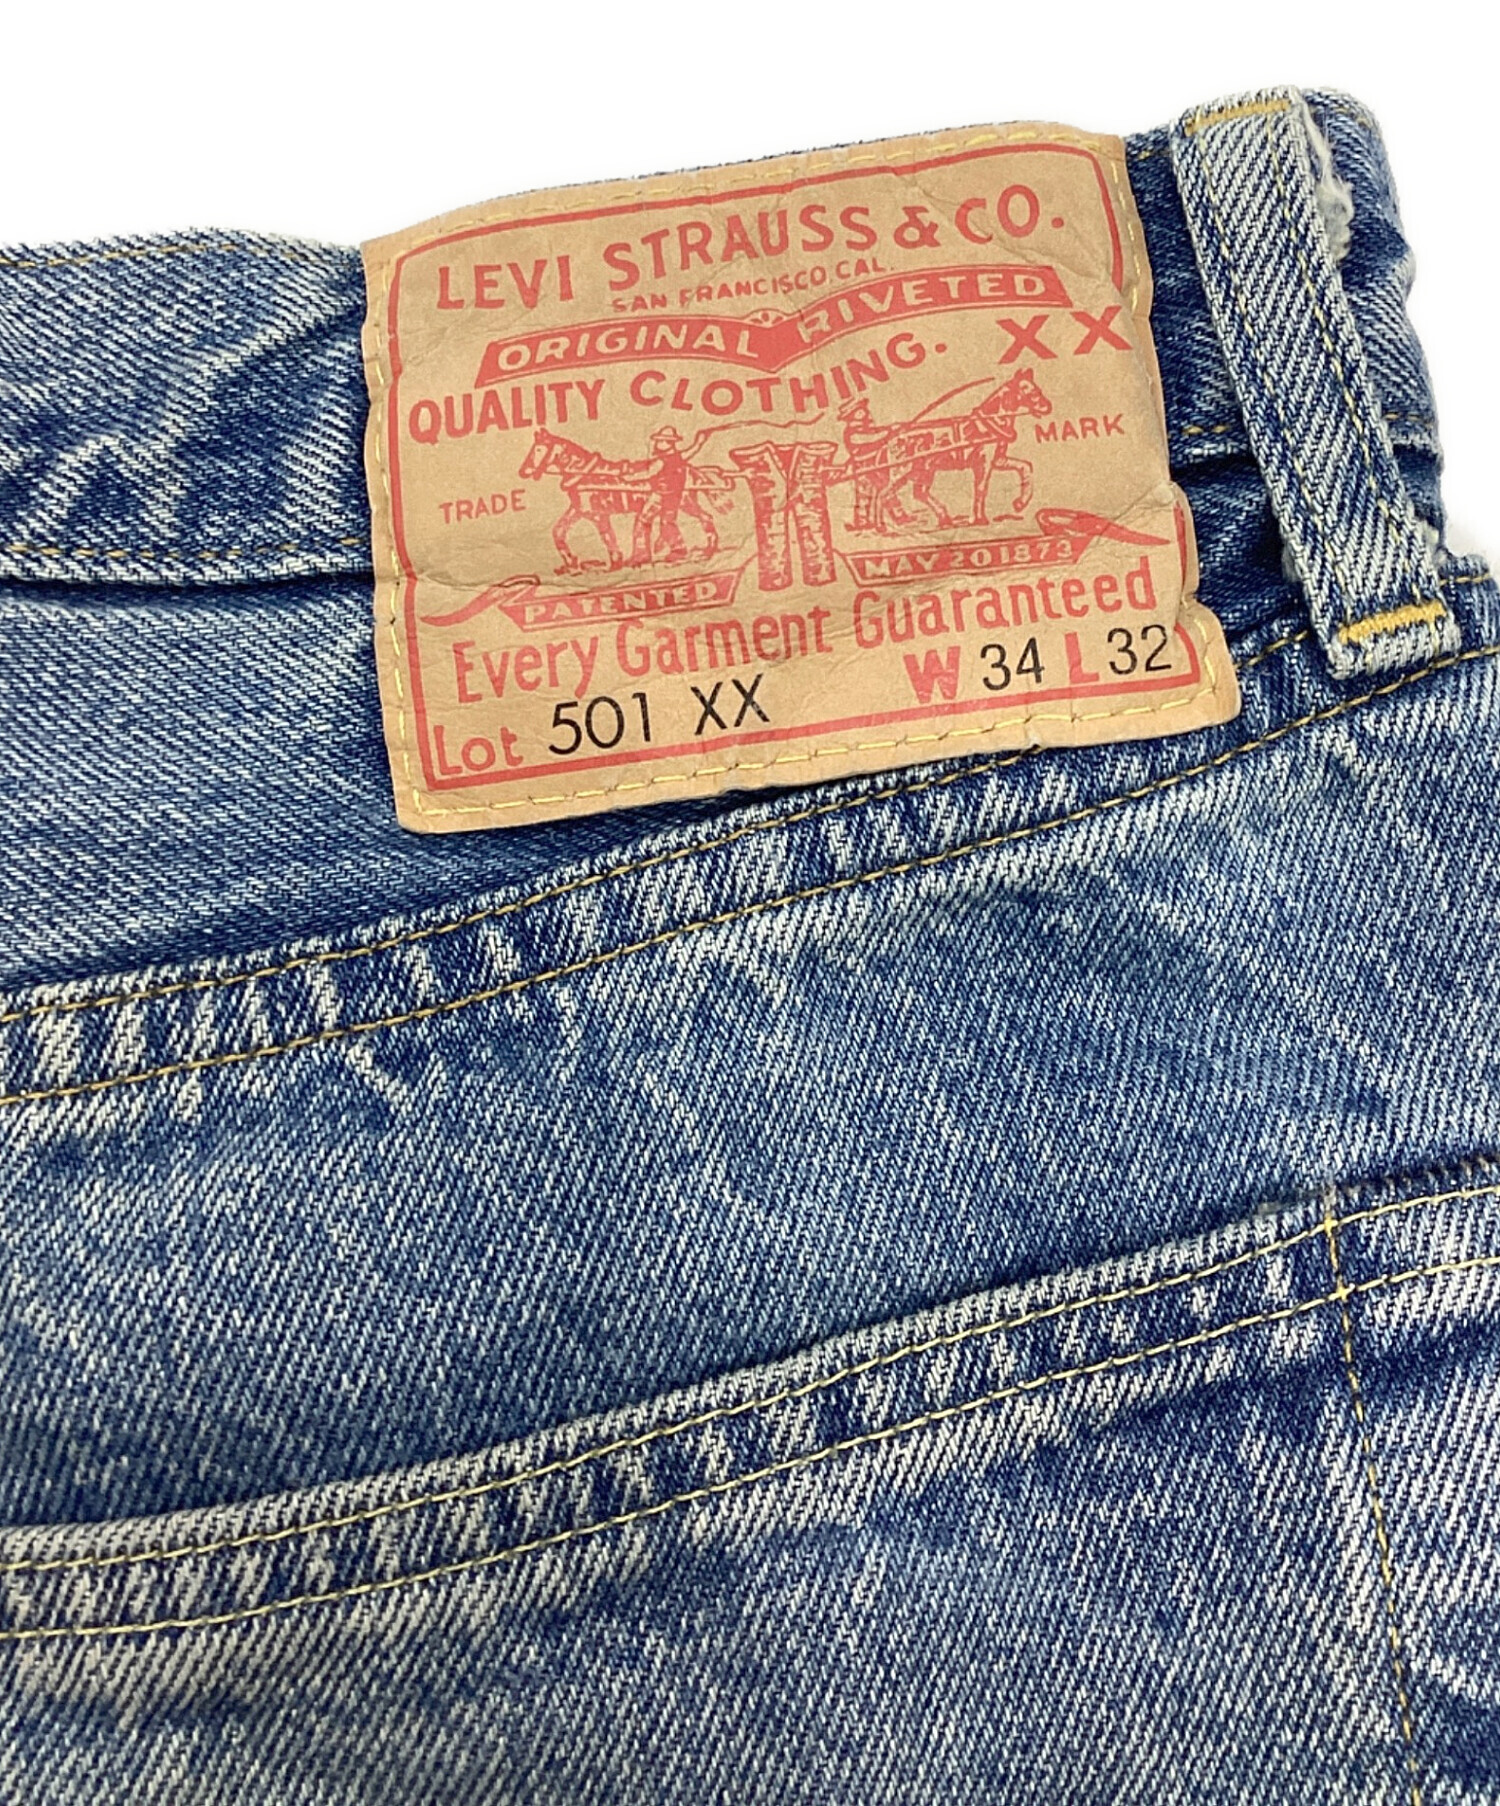 LEVI STRAUSS & CO.
SAN FRANCISCO, CAL.
ORIGINAL RIVETED
QUALITY CLOTHING. XX
TRADE MARK
PATENTED MAY 20 1873
Every Garment Guaranteed
Lot 501 XX W 34 L 32